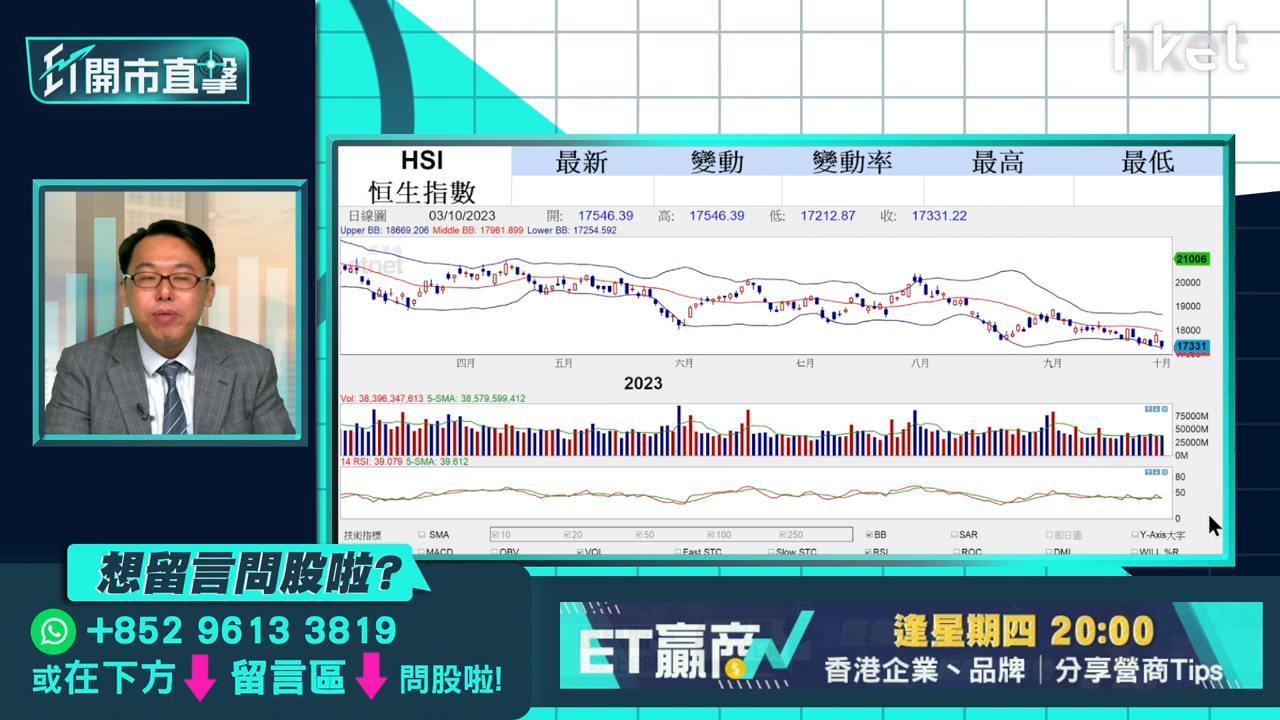 ET開市直擊
hket
HSI
恒生指數
最新 變動 變動率 最高 最低
日線圖 03/10/2023 開: 17546.39 高: 17546.39 低: 17212.87 收: 17331.22
Upper BB: 18669.206 Middle BB: 17961.899 Lower BB: 17254.592
etnet
21006
20000
19000
18000
17331
四月 五月 六月 七月 八月 九月 十月
2023
Vol: 38,396,347,613 5-SMA: 38,579,599,412
75000M
50000M
25000M
0M
14 RSI: 39.079 5-SMA: 39.612
80
50
0
技術指標 SMA 10 20 50 100 250 BB SAR 即日圖 Y-Axis大字
MACD OBV VOL Fast STC Slow STC RSI ROC DMI WILL %R
想留言問股啦?
+852 9613 3819
或在下方 留言區 問股啦!
ET贏商
逢星期四 20:00
香港企業、品牌｜分享營商Tips